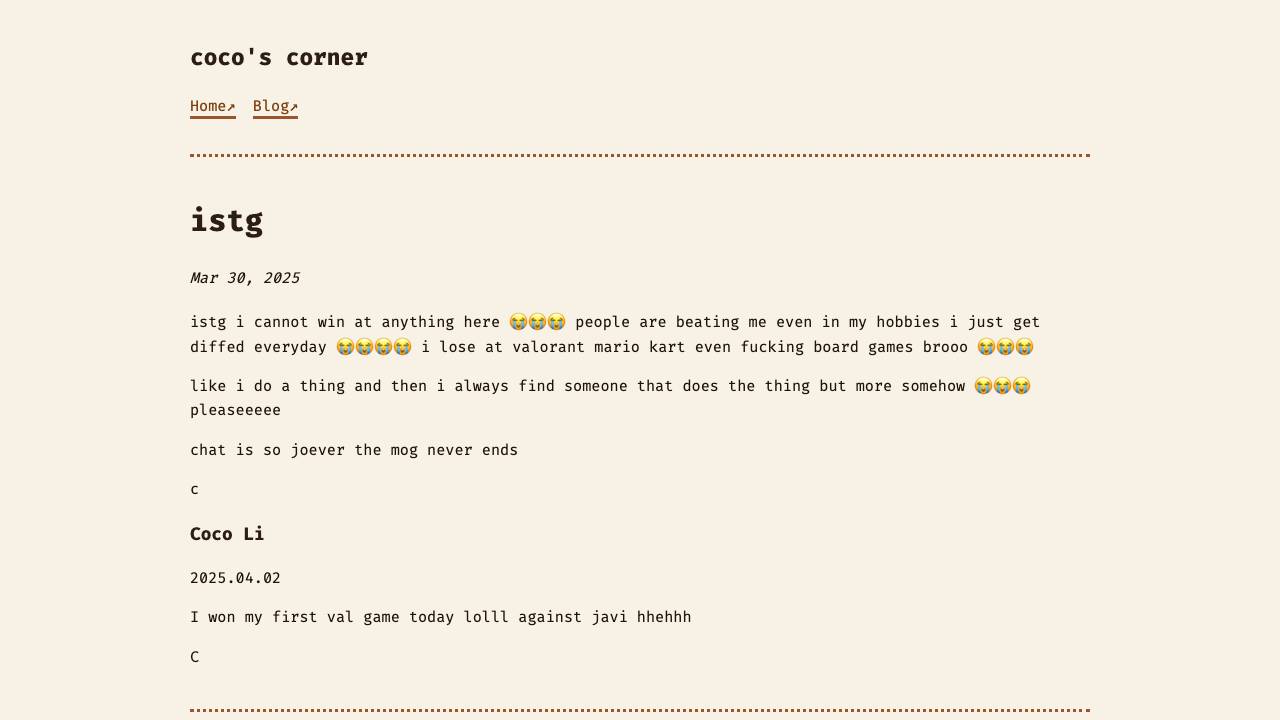 coco's corner
Home↗ Blog↗
istg
Mar 30, 2025
istg i cannot win at anything here 😭😭😭 people are beating me even in my hobbies i just get
diffed everyday 😭😭😭😭 i lose at valorant mario kart even fucking board games brooo 😭😭😭
like i do a thing and then i always find someone that does the thing but more somehow 😭😭😭
pleaseeeee
chat is so joever the mog never ends
c
Coco Li
2025.04.02
I won my first val game today lolll against javi hhehhh
C